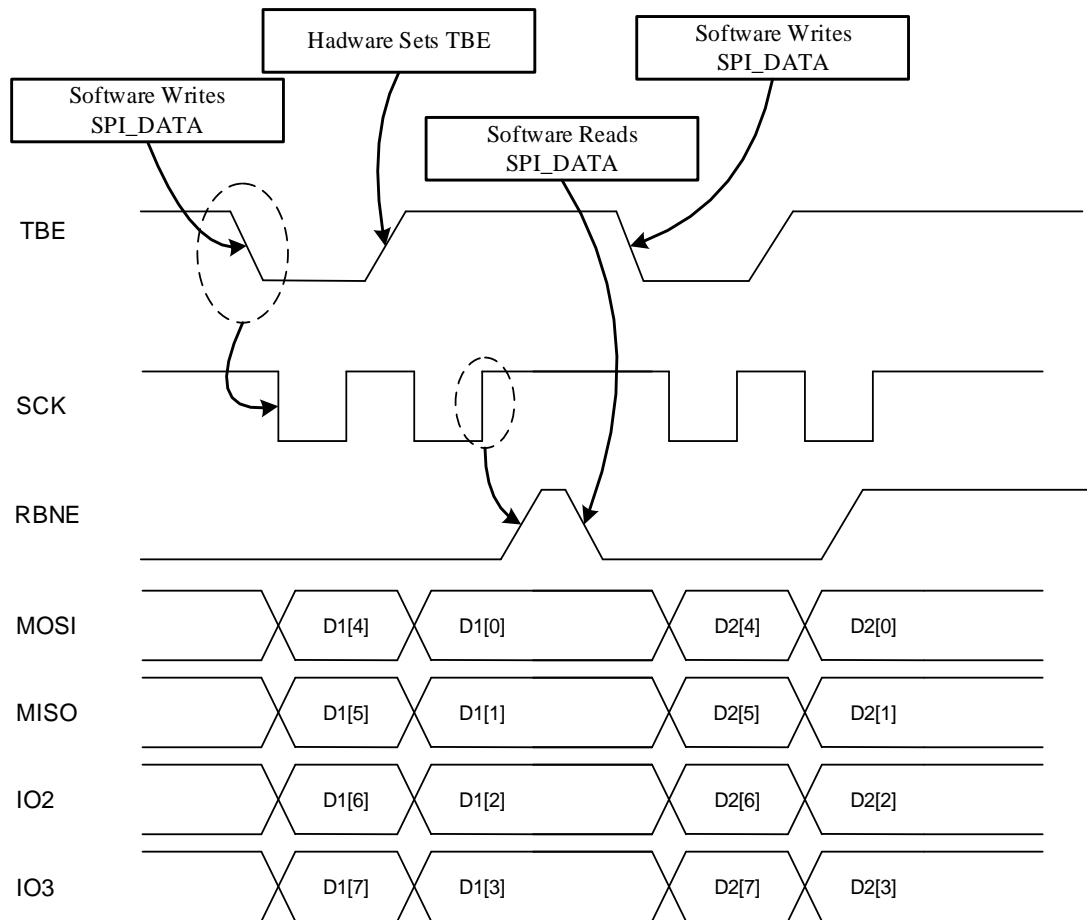 Hadware Sets TBE
Software Writes
SPI_DATA
Software Writes
SPI_DATA
Software Reads
SPI_DATA
TBE
SCK
RBNE
MOSI D1[4] D1[0] D2[4] D2[0]
MISO D1[5] D1[1] D2[5] D2[1]
IO2 D1[6] D1[2] D2[6] D2[2]
IO3 D1[7] D1[3] D2[7] D2[3]